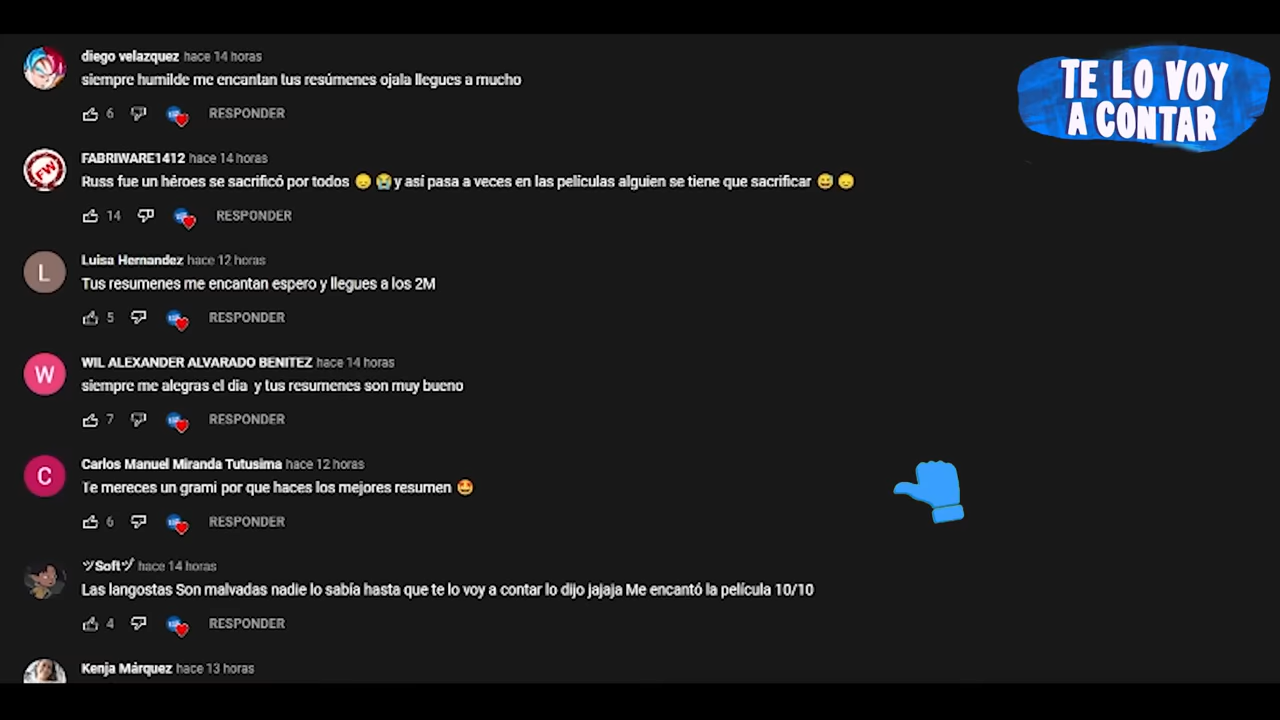 diego velazquez hace 14 horas
siempre humilde me encantan tus resúmenes ojala llegues a mucho
6 RESPONDER
TE LO VOY
A CONTAR
FABRIWARE1412 hace 14 horas
Russ fue un héroes se sacrificó por todos 😞 😭 y así pasa a veces en las películas alguien se tiene que sacrificar 😅 😞
14 RESPONDER
Luisa Hernandez hace 12 horas
Tus resumenes me encantan espero y llegues a los 2M
5 RESPONDER
WIL ALEXANDER ALVARADO BENITEZ hace 14 horas
siempre me alegras el dia y tus resumenes son muy bueno
7 RESPONDER
Carlos Manuel Miranda Tutusima hace 12 horas
Te mereces un grami por que haces los mejores resumen 🤩
6 RESPONDER
ツSoftヅ hace 14 horas
Las langostas Son malvadas nadie lo sabía hasta que te lo voy a contar lo dijo jajaja Me encantó la película 10/10
4 RESPONDER
Kenja Márquez hace 13 horas
FW
L
W
C